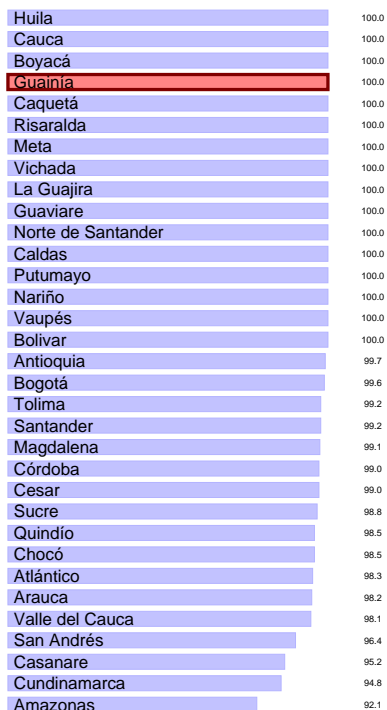 Huila 100.0
Cauca 100.0
Boyacá 100.0
Guainía 100.0
Caquetá 100.0
Risaralda 100.0
Meta 100.0
Vichada 100.0
La Guajira 100.0
Guaviare 100.0
Norte de Santander 100.0
Caldas 100.0
Putumayo 100.0
Nariño 100.0
Vaupés 100.0
Bolivar 100.0
Antioquia 99.7
Bogotá 99.6
Tolima 99.2
Santander 99.2
Magdalena 99.1
Córdoba 99.0
Cesar 99.0
Sucre 98.8
Quindío 98.5
Chocó 98.5
Atlántico 98.3
Arauca 98.2
Valle del Cauca 98.1
San Andrés 96.4
Casanare 95.2
Cundinamarca 94.8
Amazonas 92.1